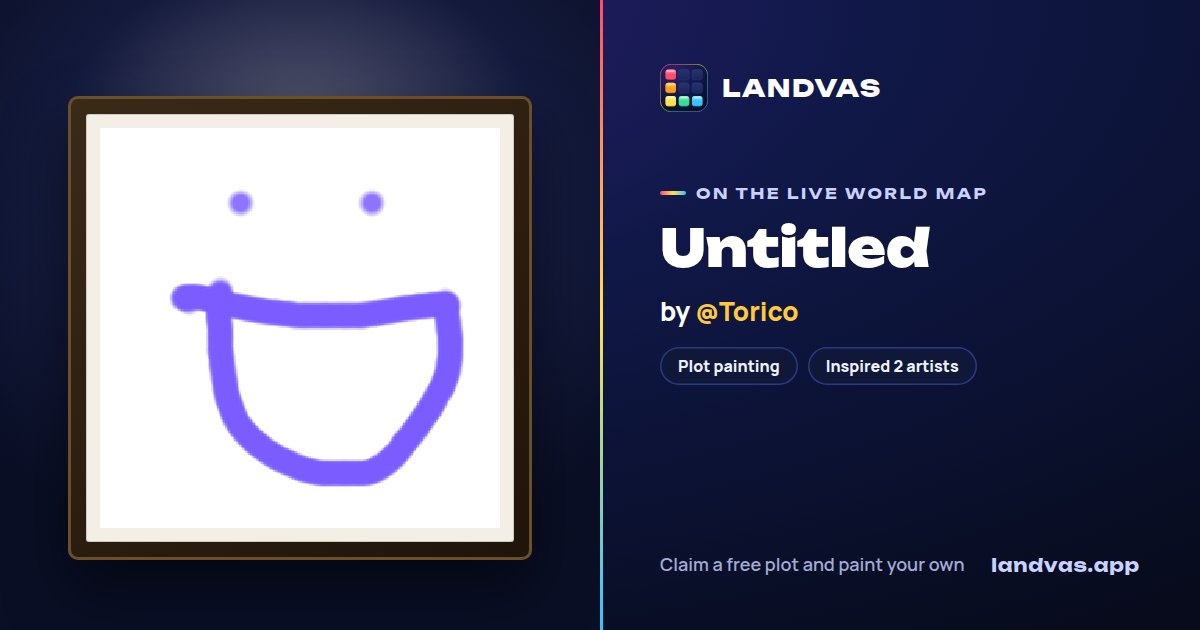 LANDVAS
ON THE LIVE WORLD MAP
Untitled
by @Torico
Plot painting
Inspired 2 artists
Claim a free plot and paint your own
landvas.app